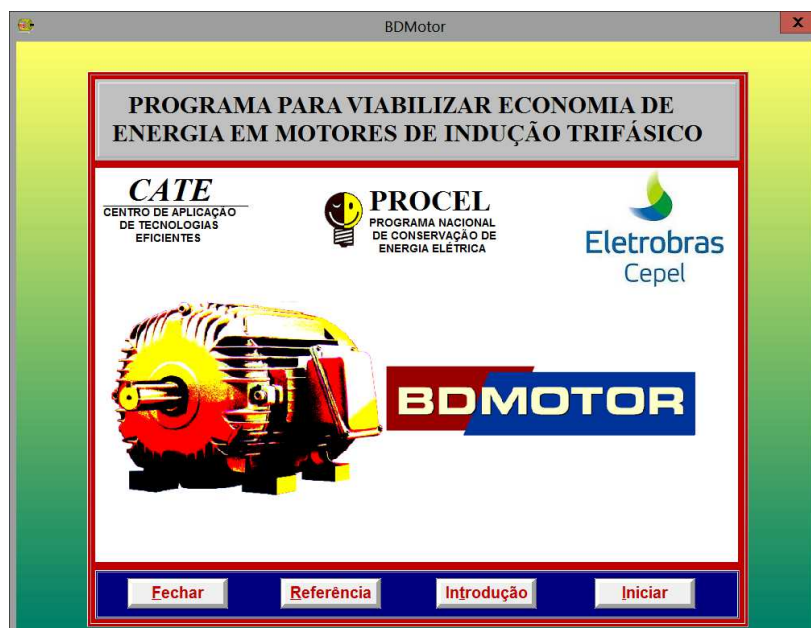 BDMotor
X
PROGRAMA PARA VIABILIZAR ECONOMIA DE
ENERGIA EM MOTORES DE INDUÇÃO TRIFÁSICO
CATE
CENTRO DE APLICAÇÃO
DE TECNOLOGIAS
EFICIENTES
PROCEL
PROGRAMA NACIONAL
DE CONSERVAÇÃO DE
ENERGIA ELÉTRICA
Eletrobras
Cepel
BDMOTOR
Fechar
Referência
Introdução
Iniciar